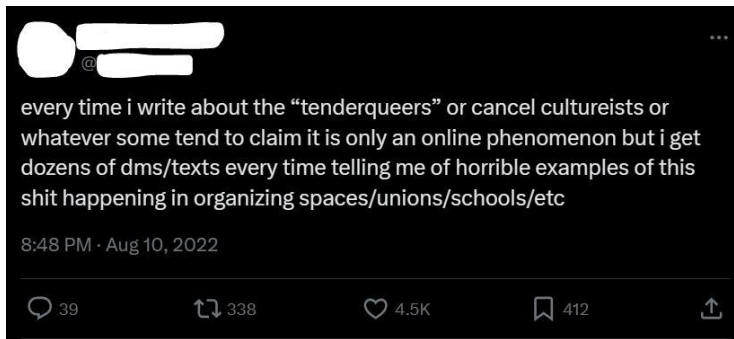 @
every time i write about the “tenderqueers” or cancel cultureists or
whatever some tend to claim it is only an online phenomenon but i get
dozens of dms/texts every time telling me of horrible examples of this
shit happening in organizing spaces/unions/schools/etc
8:48 PM · Aug 10, 2022
39 338 4.5K 412